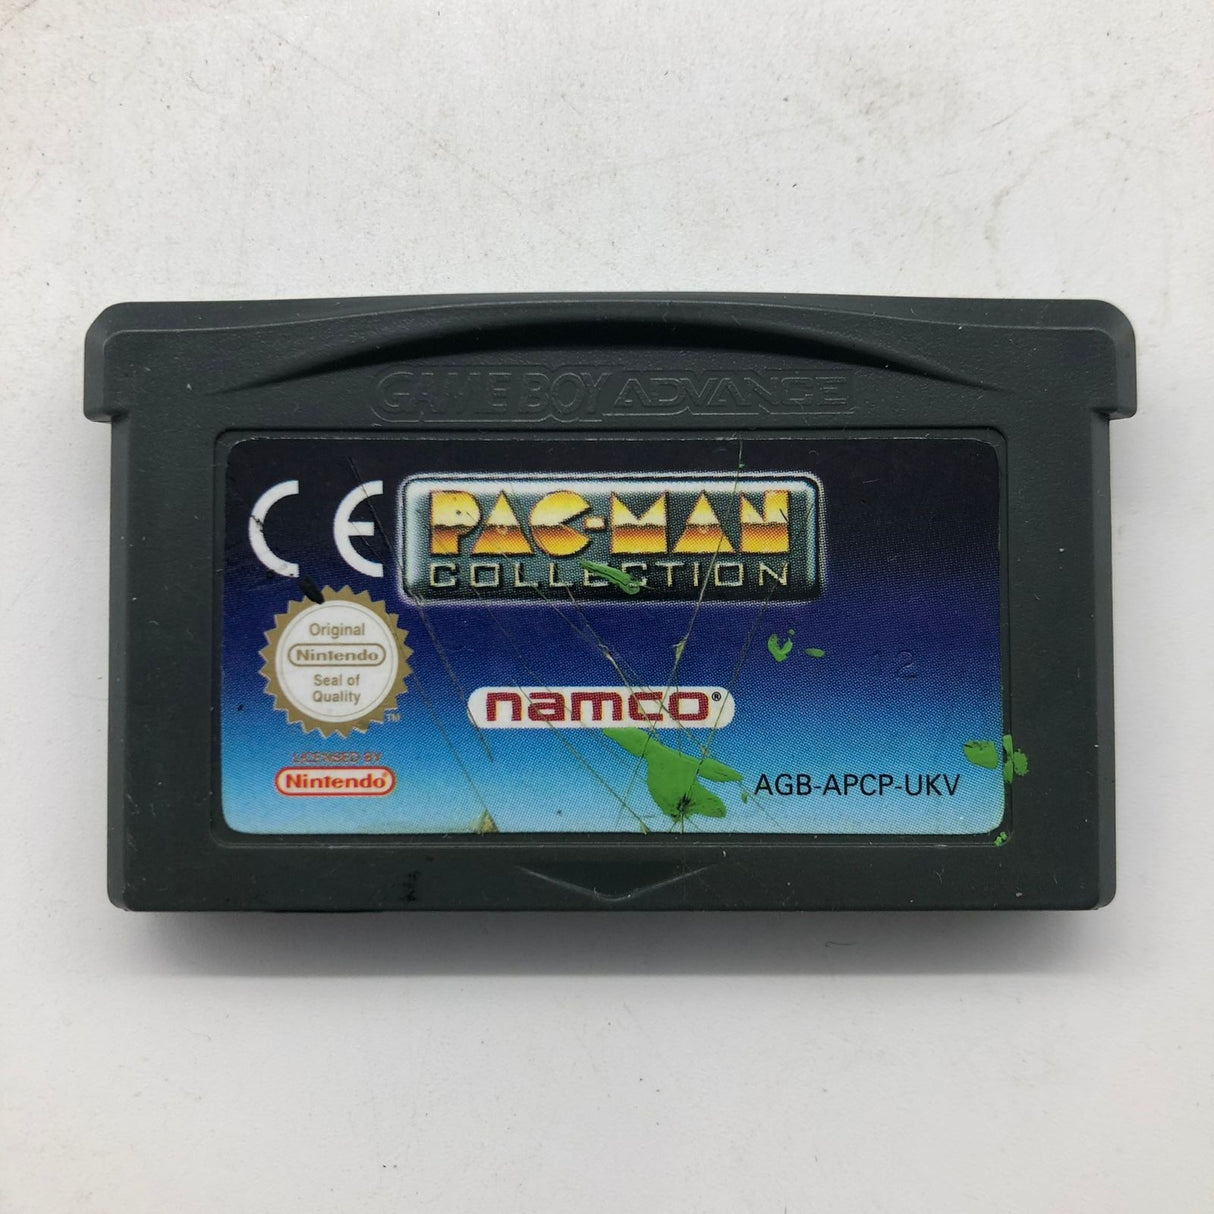 GAME BOY ADVANCE
CE
PAC-MAN
COLLECTION
Original
Nintendo
Seal of
Quality
TM
namco®
12
LICENSED BY
Nintendo®
AGB-APCP-UKV